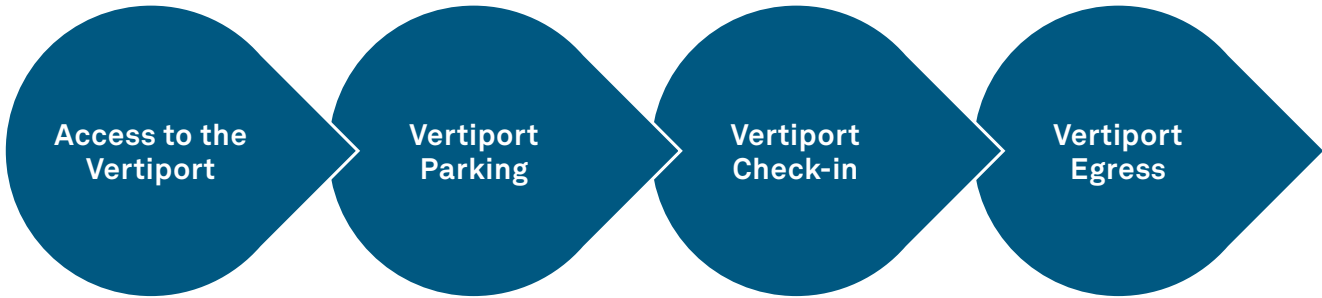 Access to the
Vertiport
Vertiport
Parking
Vertiport
Check-in
Vertiport
Egress